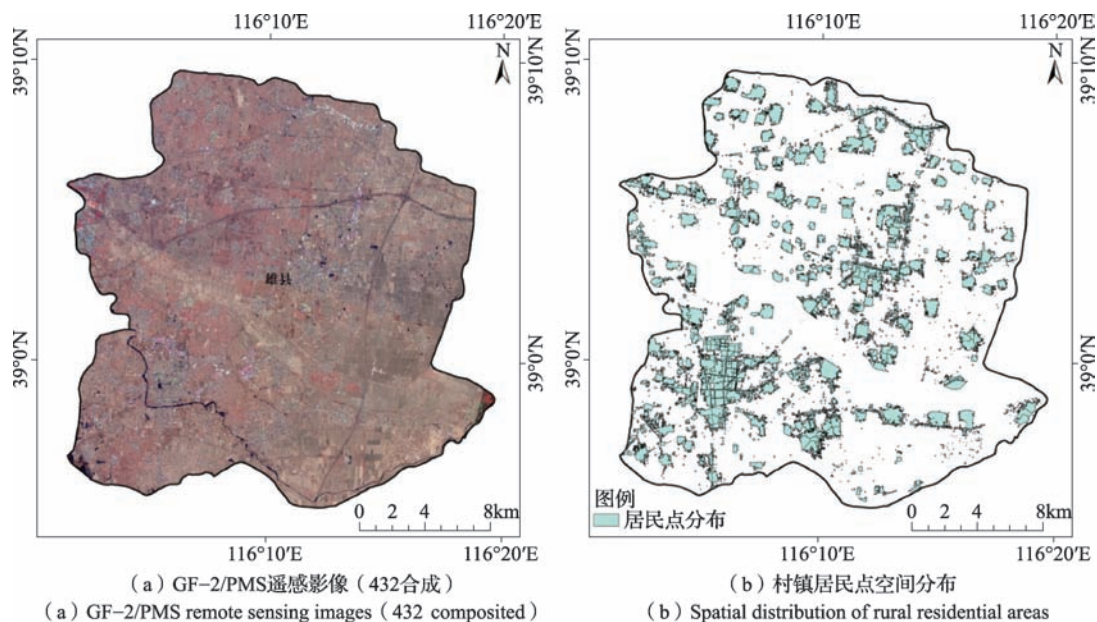 116°10′E
116°20′E
39°10′N
N
雄县
39°0′N
0 2 4 8km
116°10′E
116°20′E
(a) GF-2/PMS遥感影像(432合成)
(a) GF-2/PMS remote sensing images(432 composited)
116°10′E
116°20′E
39°10′N
39°10′N
N
39°0′N
39°0′N
图例
居民点分布
0 2 4 8km
116°10′E
116°20′E
(b)村镇居民点空间分布
(b)Spatial distribution of rural residential areas